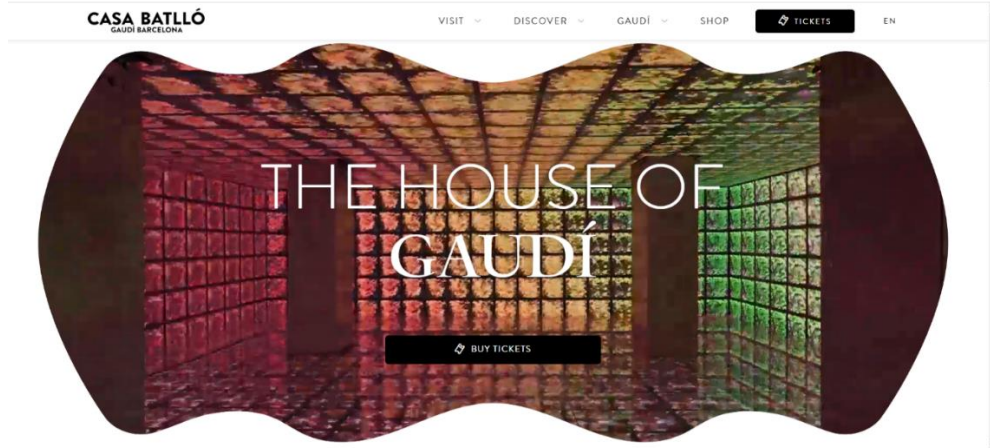 CASA BATLLÓ
GAUDÍ BARCELONA
VISIT
DISCOVER
GAUDÍ
SHOP
TICKETS
EN
THE HOUSE OF
GAUDÍ
BUY TICKETS